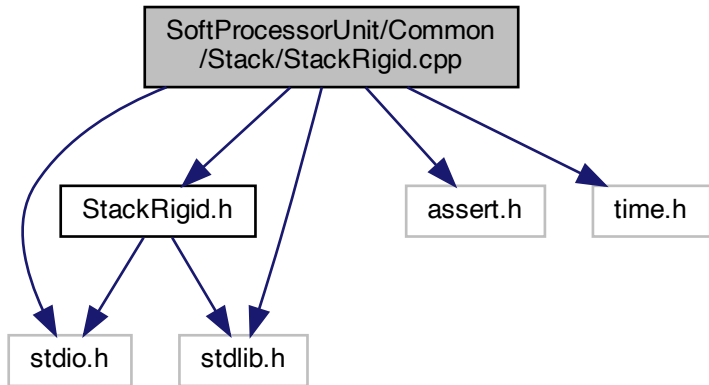 SoftProcessorUnit/Common
/Stack/StackRigid.cpp
StackRigid.h
assert.h
time.h
stdio.h
stdlib.h